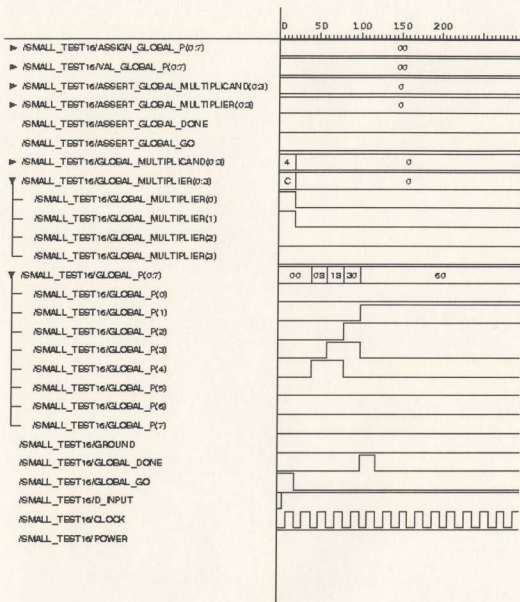 0 50 100 150 200
/SMALL_TEST16/ASSIGN_GLOBAL_P(0:7) 00
/SMALL_TEST16/VAL_GLOBAL_P(0:7) 00
/SMALL_TEST16/ASSERT_GLOBAL_MULTIPLICAND(0:3) 0
/SMALL_TEST16/ASSERT_GLOBAL_MULTIPLIER(0:3) 0
/SMALL_TEST16/ASSERT_GLOBAL_DONE
/SMALL_TEST16/ASSERT_GLOBAL_GO
/SMALL_TEST16/GLOBAL_MULTIPLICAND(0:3) 4 0
/SMALL_TEST16/GLOBAL_MULTIPLIER(0:3) C 0
/SMALL_TEST16/GLOBAL_MULTIPLIER(0)
/SMALL_TEST16/GLOBAL_MULTIPLIER(1)
/SMALL_TEST16/GLOBAL_MULTIPLIER(2)
/SMALL_TEST16/GLOBAL_MULTIPLIER(3)
/SMALL_TEST16/GLOBAL_P(0:7) 00 08 18 30 60
/SMALL_TEST16/GLOBAL_P(0)
/SMALL_TEST16/GLOBAL_P(1)
/SMALL_TEST16/GLOBAL_P(2)
/SMALL_TEST16/GLOBAL_P(3)
/SMALL_TEST16/GLOBAL_P(4)
/SMALL_TEST16/GLOBAL_P(5)
/SMALL_TEST16/GLOBAL_P(6)
/SMALL_TEST16/GLOBAL_P(7)
/SMALL_TEST16/GROUND
/SMALL_TEST16/GLOBAL_DONE
/SMALL_TEST16/GLOBAL_GO
/SMALL_TEST16/D_INPUT
/SMALL_TEST16/CLOCK
/SMALL_TEST16/POWER